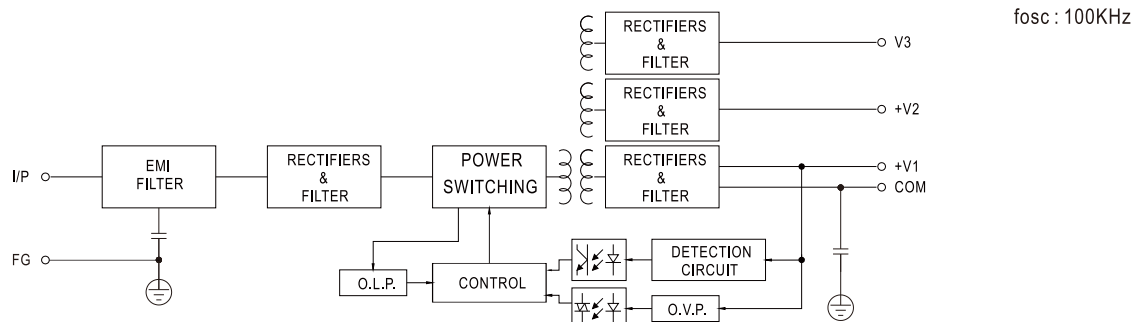 fosc : 100KHz
RECTIFIERS
&
FILTER
V3
RECTIFIERS
&
FILTER
+V2
I/P
EMI
FILTER
RECTIFIERS
&
FILTER
POWER
SWITCHING
RECTIFIERS
&
FILTER
+V1
COM
FG
O.L.P.
CONTROL
DETECTION
CIRCUIT
O.V.P.